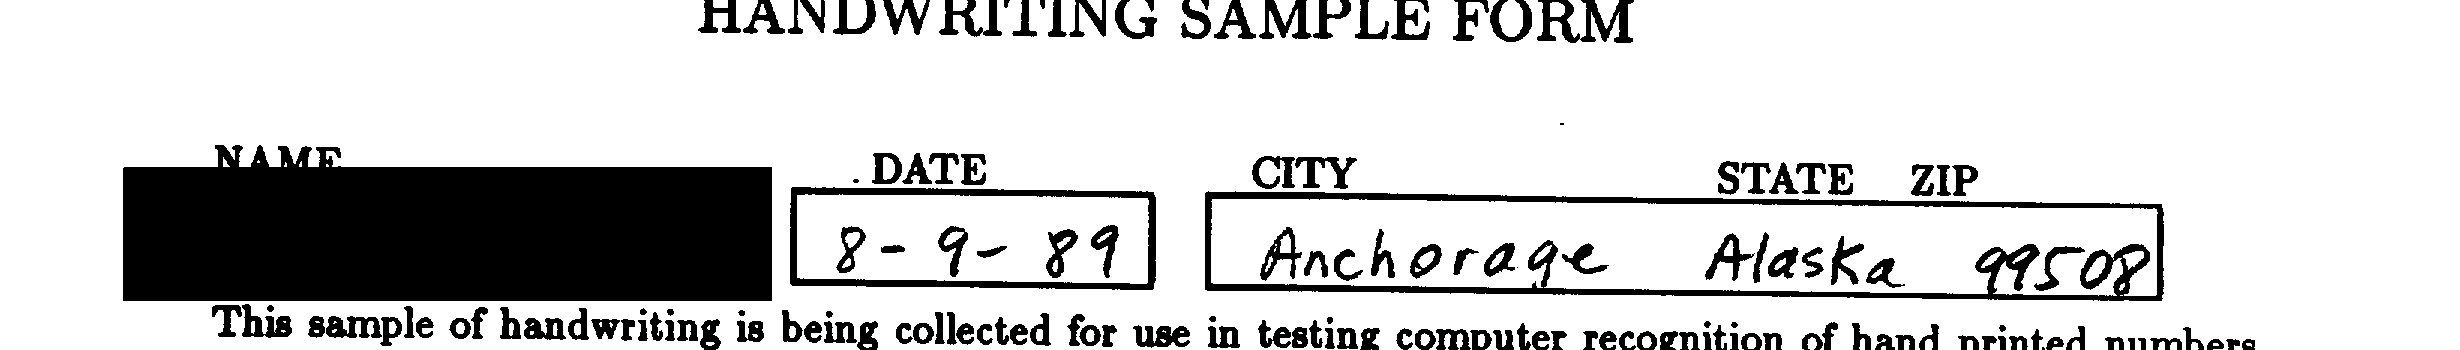 HANDWRITING SAMPLE FORM
NAME DATE CITY STATE ZIP
8-9-89 Anchorage Alaska 99508
This sample of handwriting is being collected for use in testing computer recognition of hand printed numbers